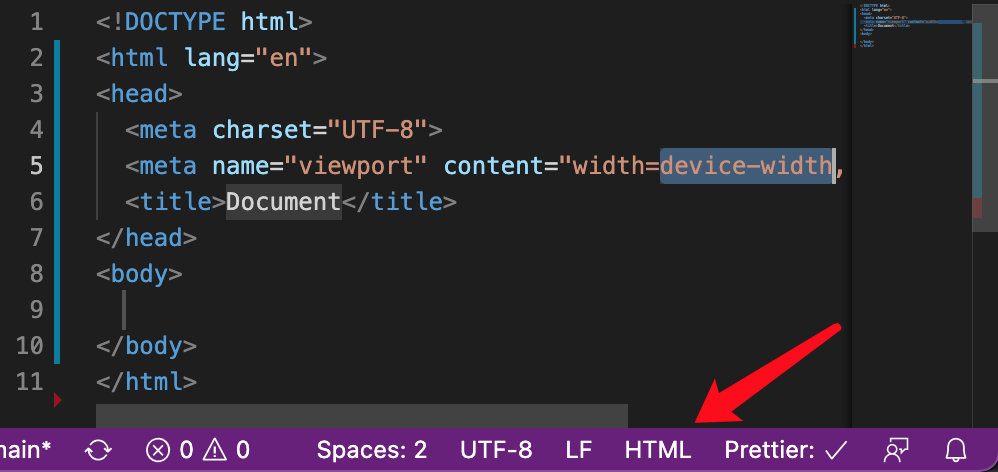 1 <!DOCTYPE html>
2 <html lang="en">
3 <head>
4 <meta charset="UTF-8">
5 <meta name="viewport" content="width=device-width,
6 <title>Document</title>
7 </head>
8 <body>
9
10 </body>
11 </html>
main* 0 0 Spaces: 2 UTF-8 LF HTML Prettier: ✓